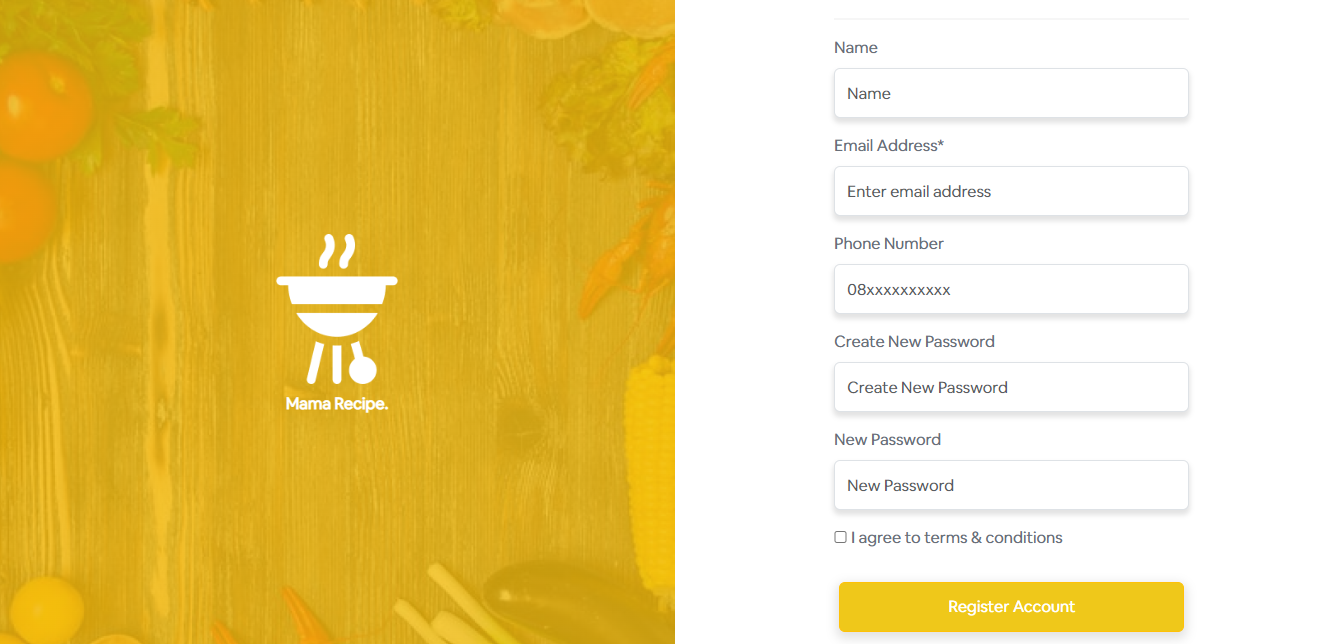 Mama Recipe.
Name
Name
Email Address*
Enter email address
Phone Number
08xxxxxxxxxx
Create New Password
Create New Password
New Password
New Password
I agree to terms & conditions
Register Account